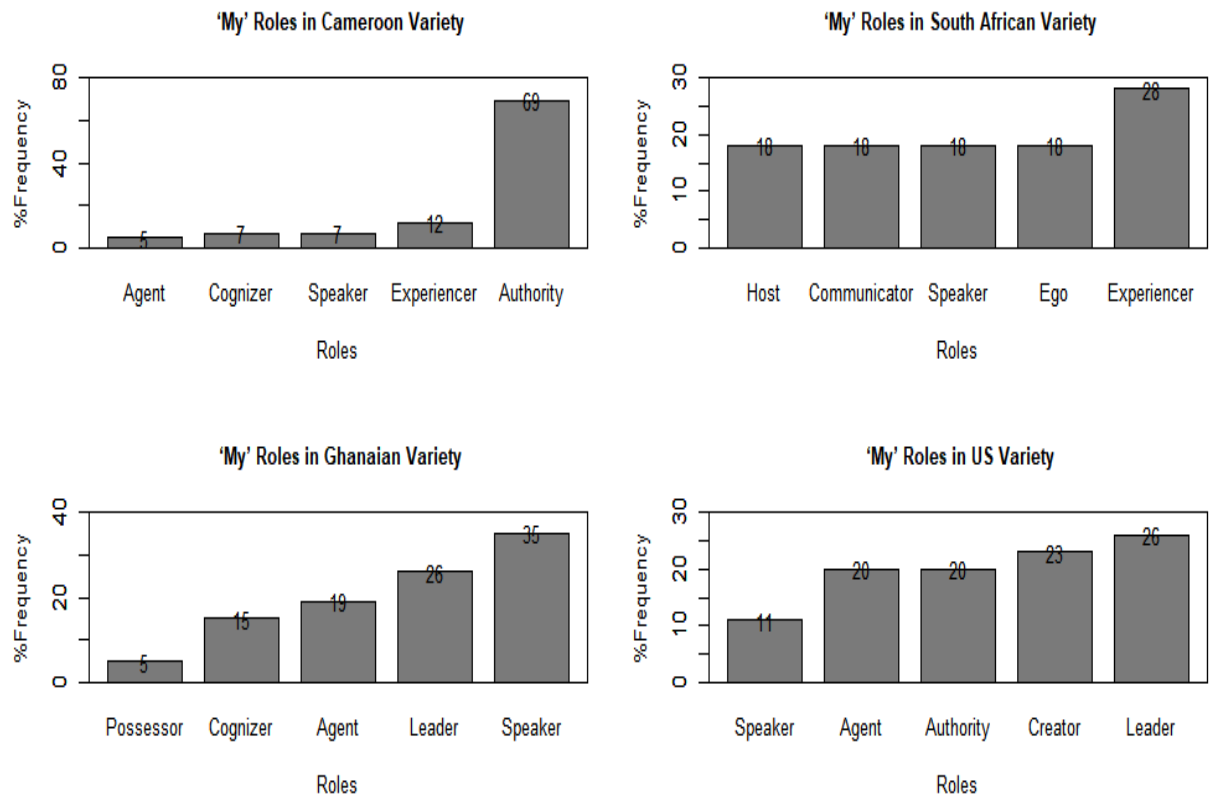 ‘My’ Roles in Cameroon Variety
%Frequency
80
40
0
5
7
7
12
69
Agent Cognizer Speaker Experiencer Authority
Roles
‘My’ Roles in South African Variety
%Frequency
30
20
10
0
18
18
18
18
28
Host Communicator Speaker Ego Experiencer
Roles
‘My’ Roles in Ghanaian Variety
%Frequency
40
20
0
5
15
19
26
35
Possessor Cognizer Agent Leader Speaker
Roles
‘My’ Roles in US Variety
%Frequency
30
20
10
0
11
20
20
23
26
Speaker Agent Authority Creator Leader
Roles